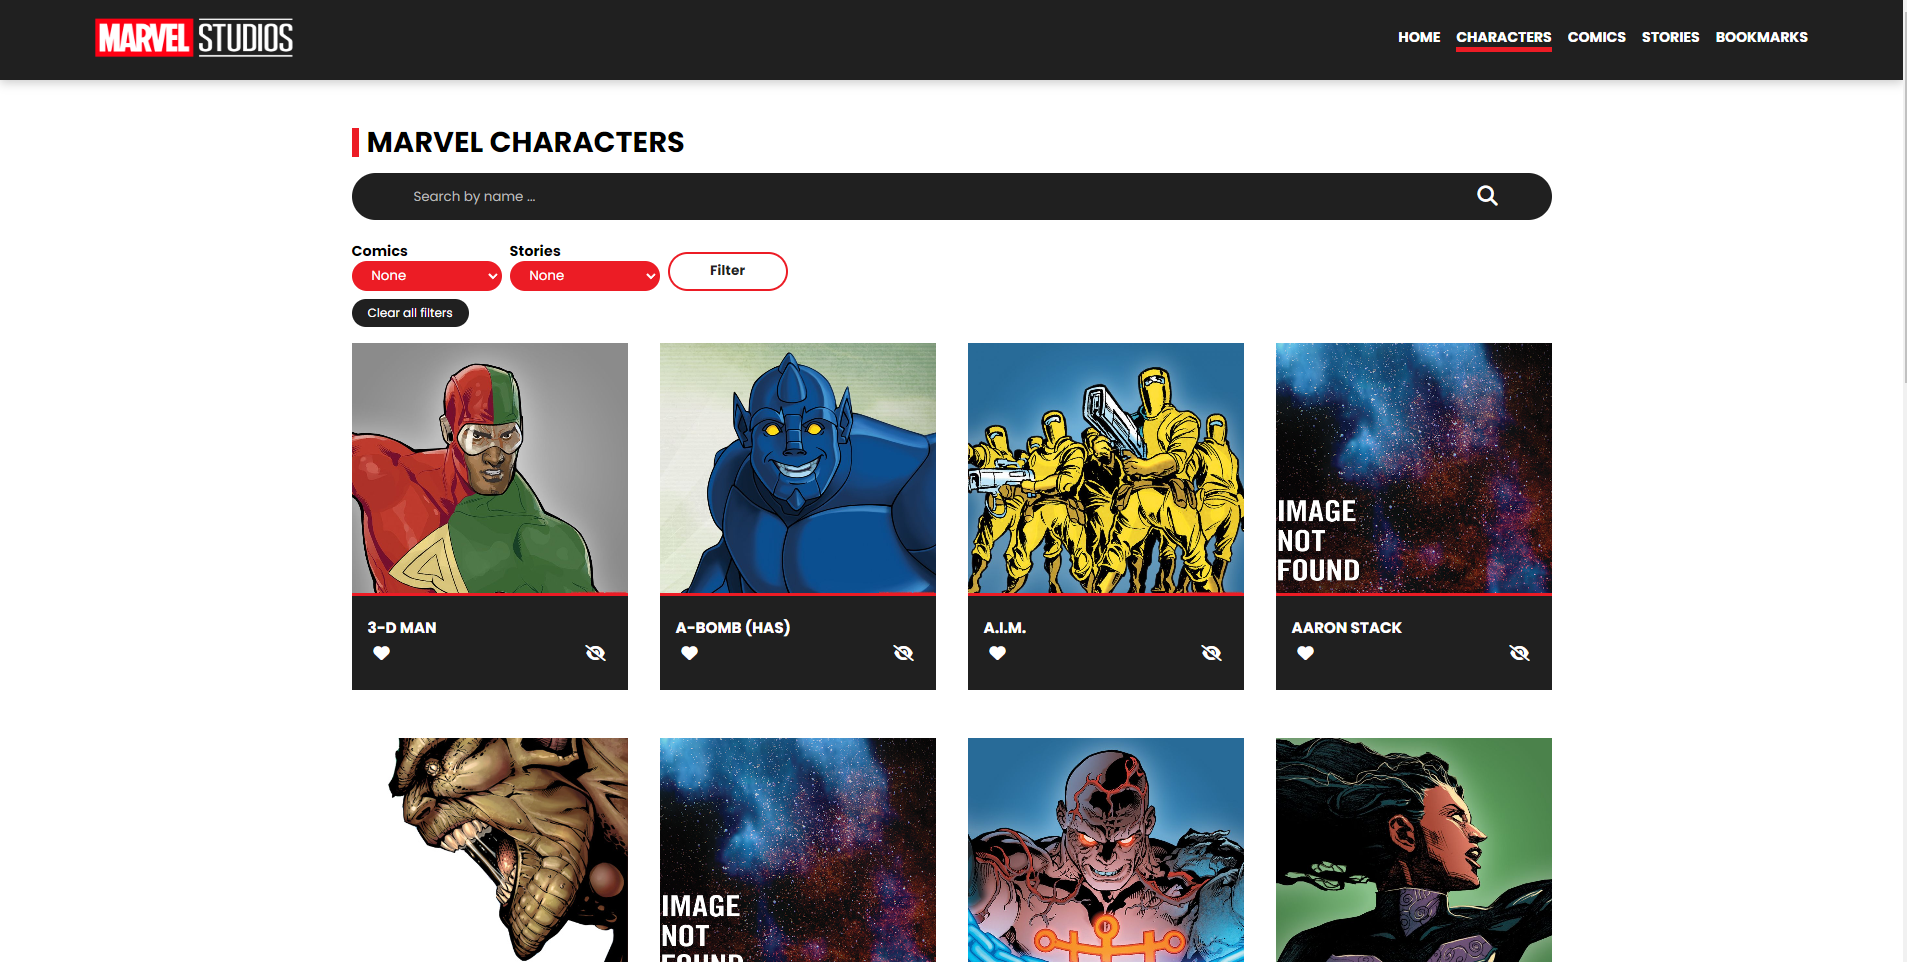 MARVEL STUDIOS
HOME CHARACTERS COMICS STORIES BOOKMARKS
MARVEL CHARACTERS
Search by name ...
Comics Stories
None None Filter
Clear all filters
IMAGE
NOT
FOUND
3-D MAN A-BOMB (HAS) A.I.M. AARON STACK
IMAGE
NOT
FOUND